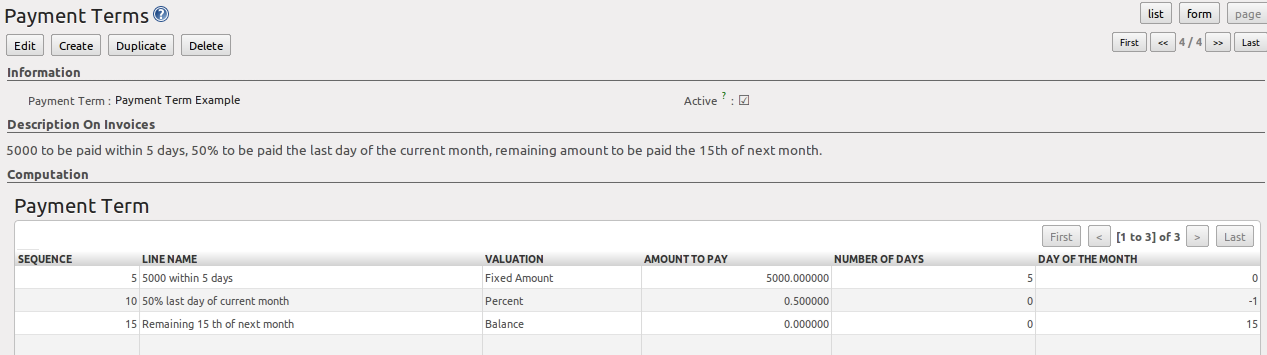 Payment Terms ? list form page
Edit Create Duplicate Delete First << 4 / 4 >> Last
Information
Payment Term : Payment Term Example Active ? : ☑
Description On Invoices
5000 to be paid within 5 days, 50% to be paid the last day of the current month, remaining amount to be paid the 15th of next month.
Computation
Payment Term
First < [1 to 3] of 3 > Last
SEQUENCE LINE NAME VALUATION AMOUNT TO PAY NUMBER OF DAYS DAY OF THE MONTH
5 5000 within 5 days Fixed Amount 5000.000000 5 0
10 50% last day of current month Percent 0.500000 0 -1
15 Remaining 15 th of next month Balance 0.000000 0 15